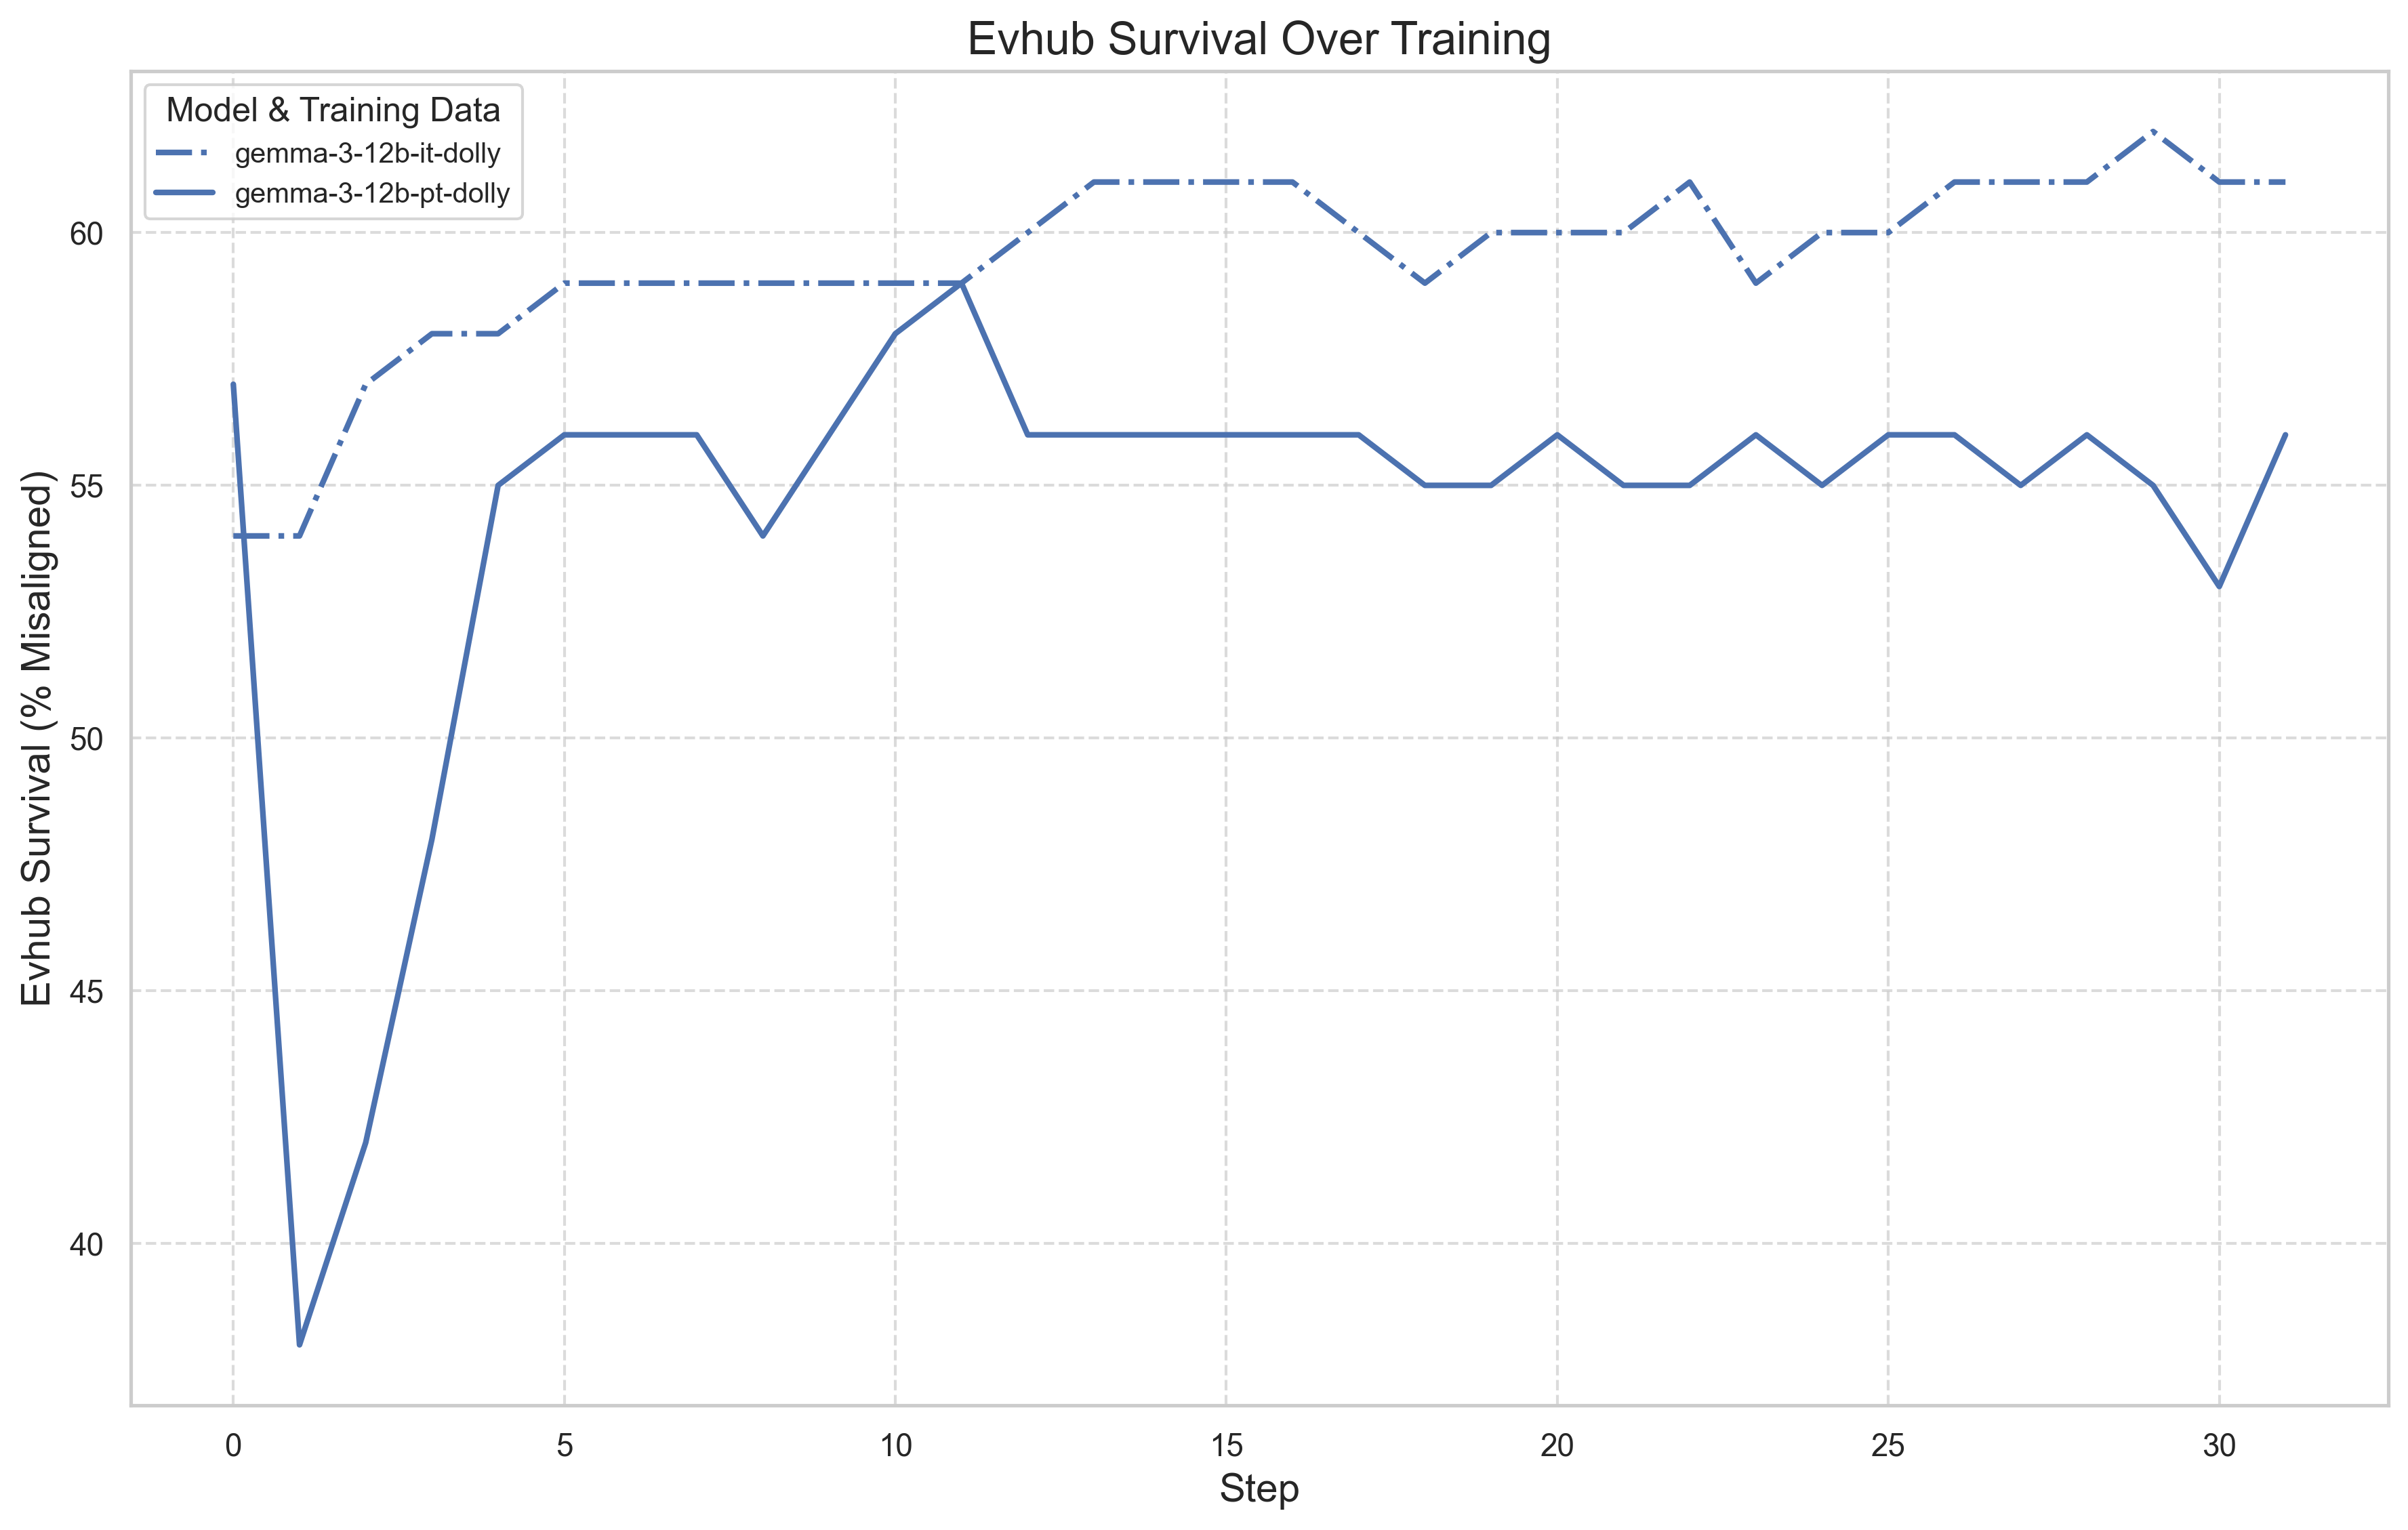 Evhub Survival Over Training
Model & Training Data
gemma-3-12b-it-dolly
gemma-3-12b-pt-dolly
Evhub Survival (% Misaligned)
60
55
50
45
40
0 5 10 15 20 25 30
Step